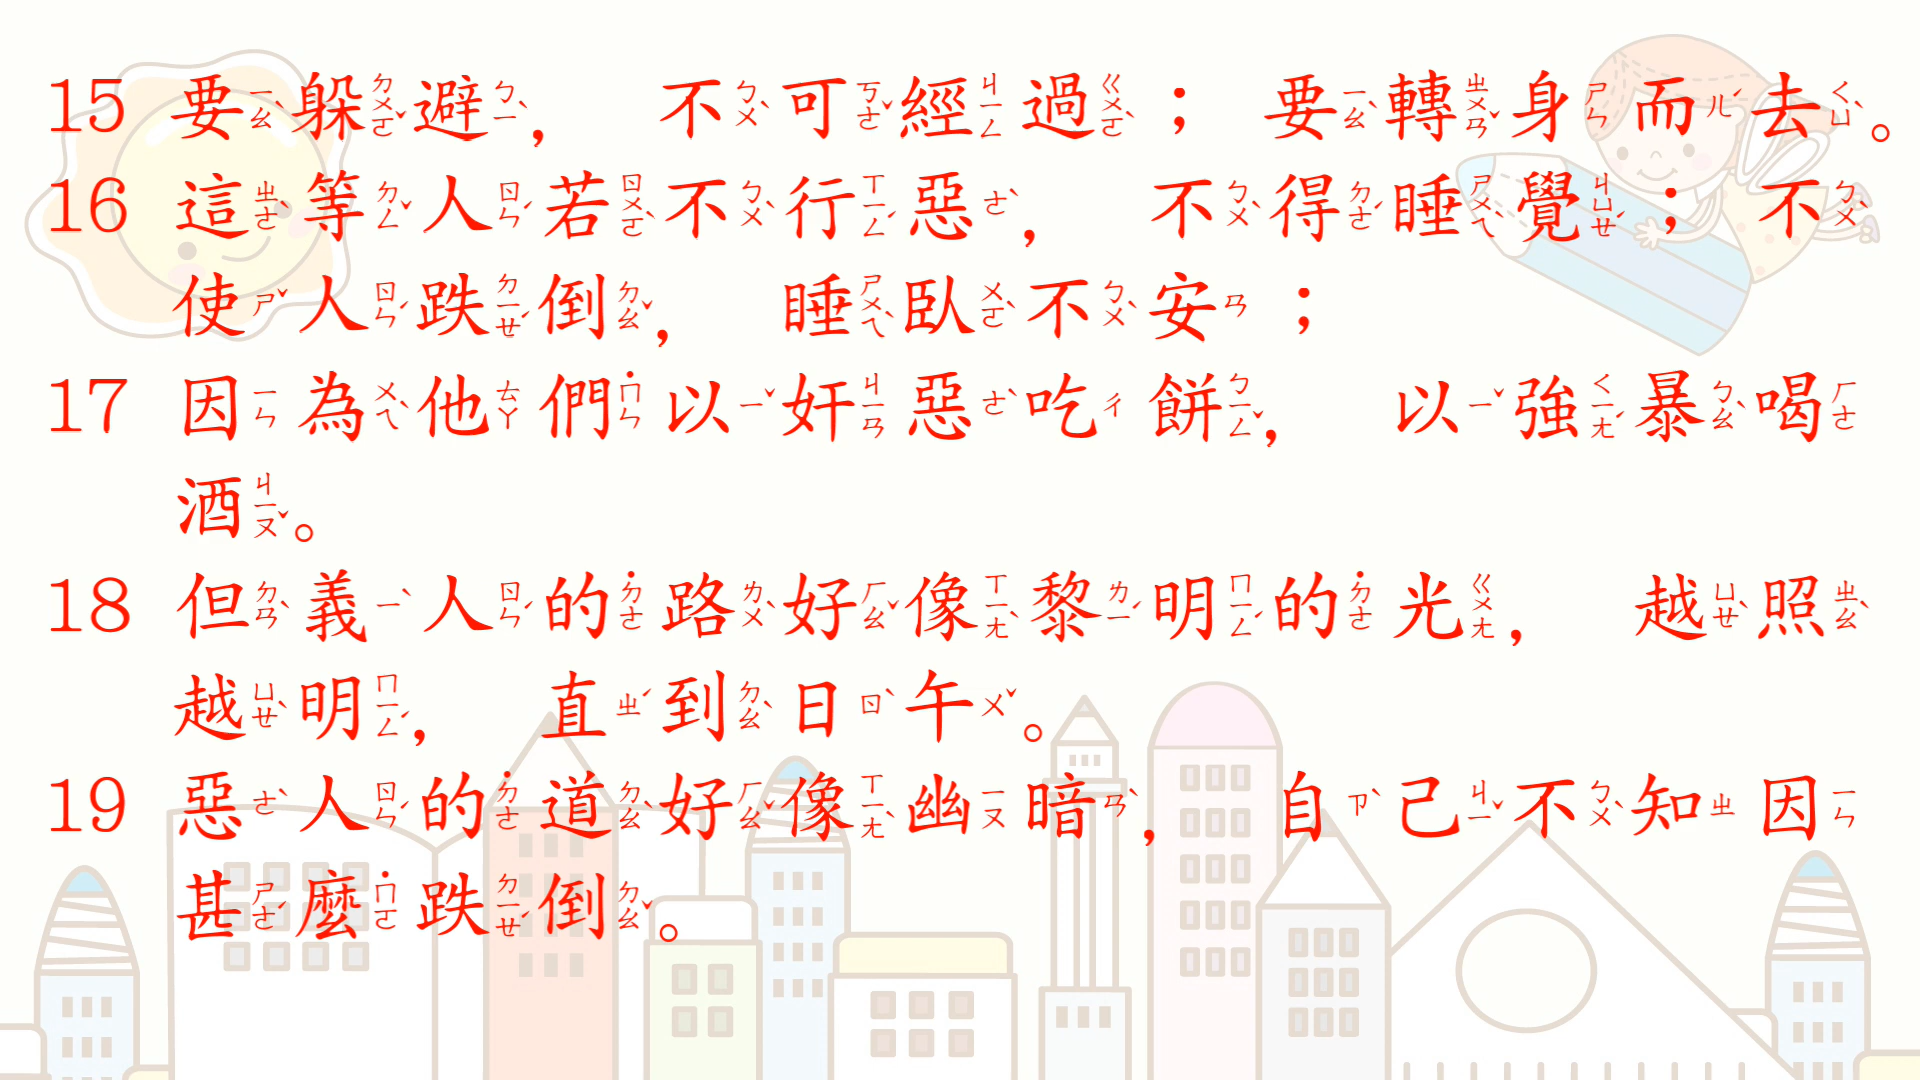 15 要躲避， 不可經過； 要轉身而去。
16 這等人若不行惡， 不得睡覺； 不
使人跌倒， 睡臥不安；
17 因為他們以奸惡吃餅， 以強暴喝
酒。
18 但義人的路好像黎明的光， 越照
越明， 直到日午。
19 惡人的道好像幽暗， 自己不知因
甚麼跌倒。